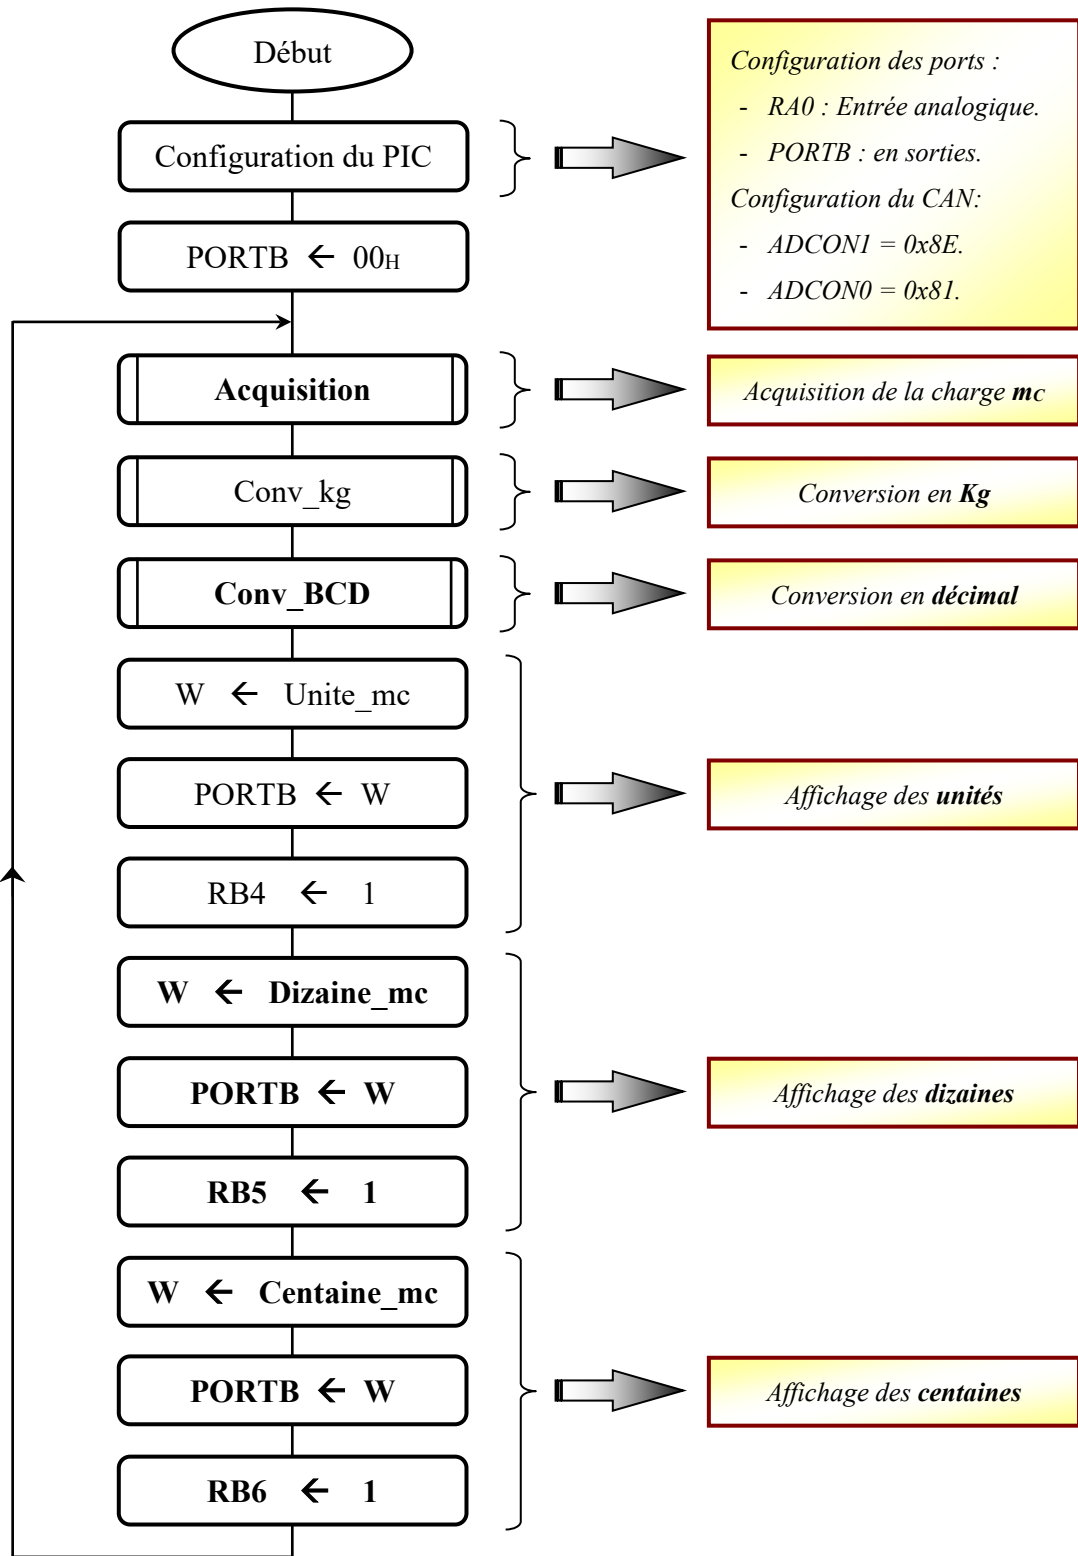 Début
Configuration du PIC
PORTB ← 00H
Acquisition
Conv_kg
Conv_BCD
W ← Unite_mc
PORTB ← W
RB4 ← 1
W ← Dizaine_mc
PORTB ← W
RB5 ← 1
W ← Centaine_mc
PORTB ← W
RB6 ← 1
Configuration des ports :
- RA0 : Entrée analogique.
- PORTB : en sorties.
Configuration du CAN:
- ADCON1 = 0x8E.
- ADCON0 = 0x81.
Acquisition de la charge mc
Conversion en Kg
Conversion en décimal
Affichage des unités
Affichage des dizaines
Affichage des centaines